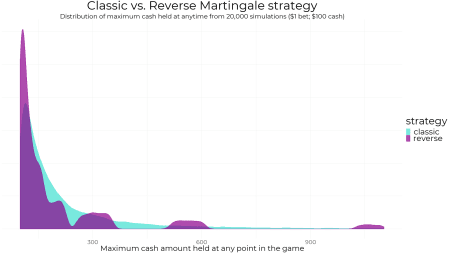 Classic vs. Reverse Martingale strategy
Distribution of maximum cash held at anytime from 20,000 simulations ($1 bet; $100 cash)
strategy
classic
reverse
300 600 900
Maximum cash amount held at any point in the game